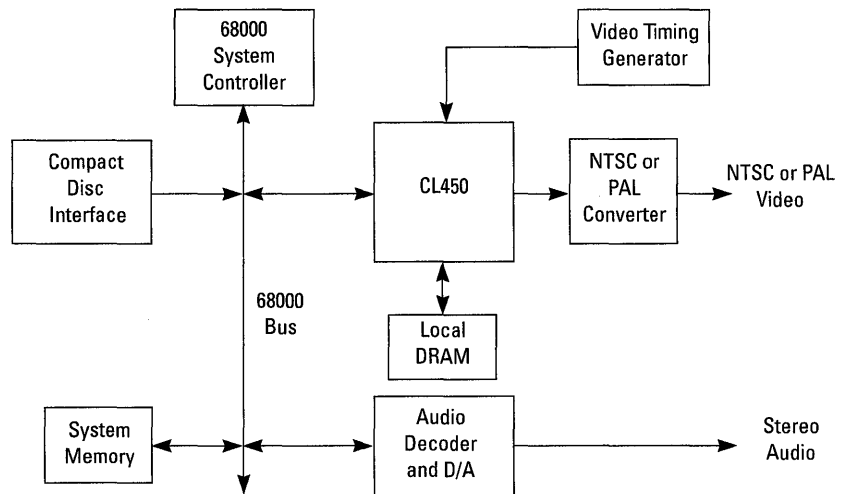 68000
System
Controller
Video Timing
Generator
Compact
Disc
Interface
CL450
NTSC or
PAL
Converter
NTSC or PAL
Video
68000
Bus
Local
DRAM
System
Memory
Audio
Decoder
and D/A
Stereo
Audio